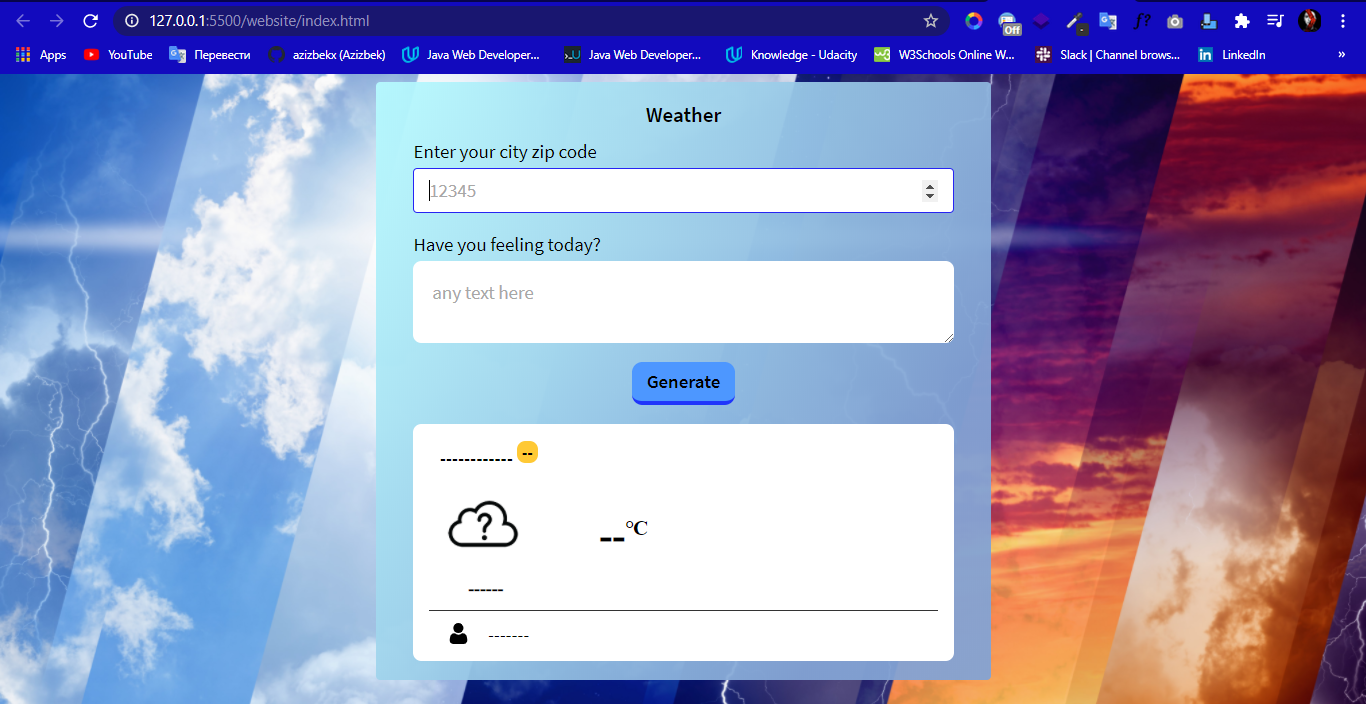 127.0.0.1:5500/website/index.html
Off
f?
Apps YouTube Перевести azizbekx (Azizbek) Java Web Developer... Java Web Developer... Knowledge - Udacity W3Schools Online W... Slack | Channel brows... LinkedIn »
Weather
Enter your city zip code
12345
Have you feeling today?
any text here
Generate
------------ --
?
__°C
------
-------